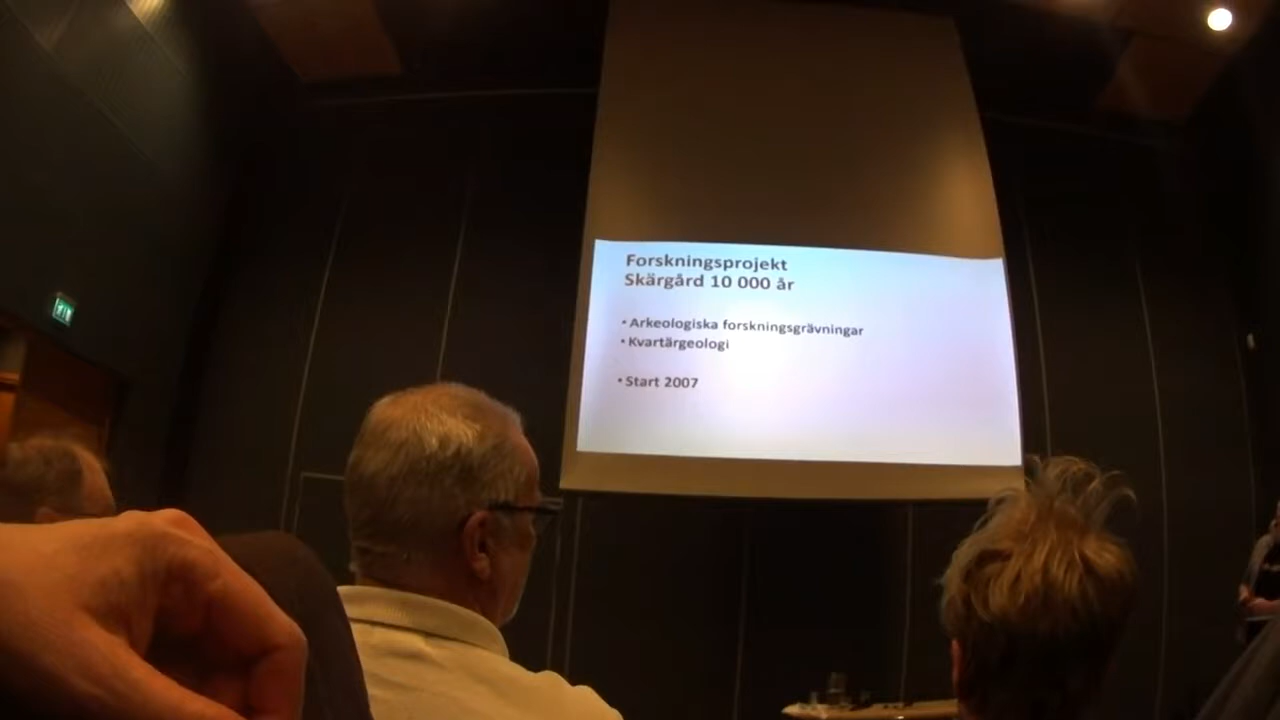 Forskningsprojekt
Skärgård 10 000 år
• Arkeologiska forskningsgrävningar
• Kvartärgeologi
• Start 2007